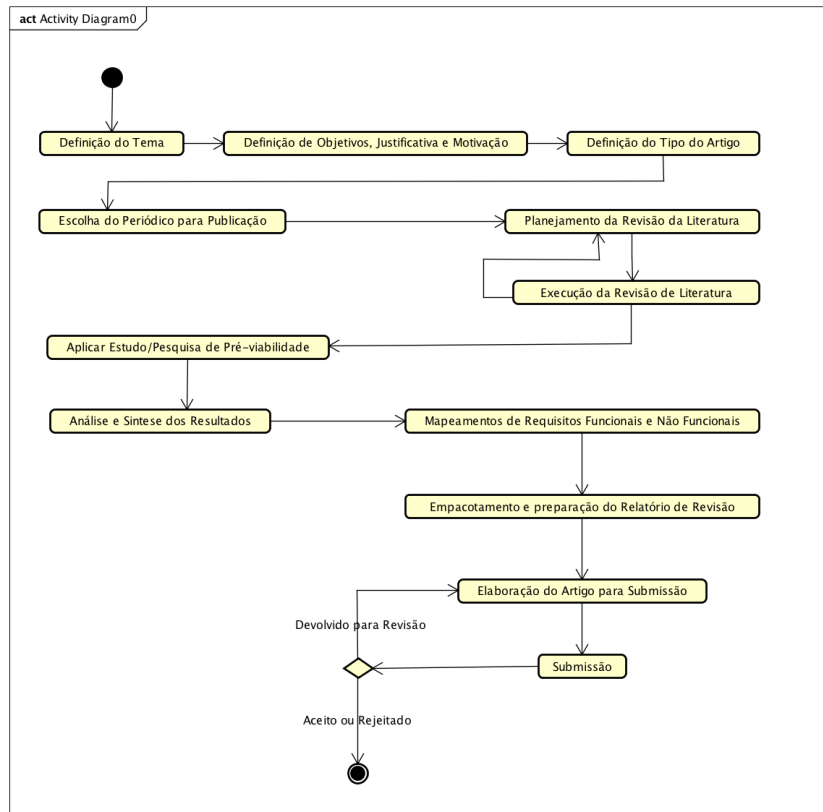 act Activity Diagram0
Definição do Tema
Definição de Objetivos, Justificativa e Motivação
Definição do Tipo do Artigo
Escolha do Periódico para Publicação
Planejamento da Revisão da Literatura
Execução da Revisão de Literatura
Aplicar Estudo/Pesquisa de Pré-viabilidade
Análise e Sintese dos Resultados
Mapeamentos de Requisitos Funcionais e Não Funcionais
Empacotamento e preparação do Relatório de Revisão
Elaboração do Artigo para Submissão
Devolvido para Revisão
Submissão
Aceito ou Rejeitado